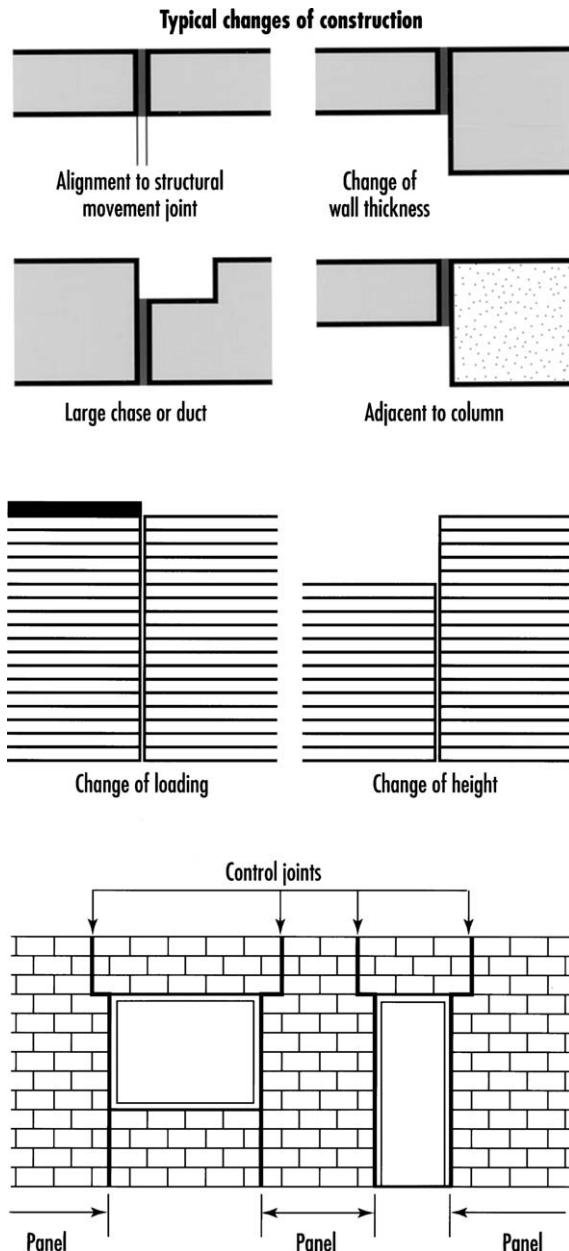 Typical changes of construction
Alignment to structural
movement joint
Change of
wall thickness
Large chase or duct
Adjacent to column
Change of loading
Change of height
Control joints
Panel
Panel
Panel